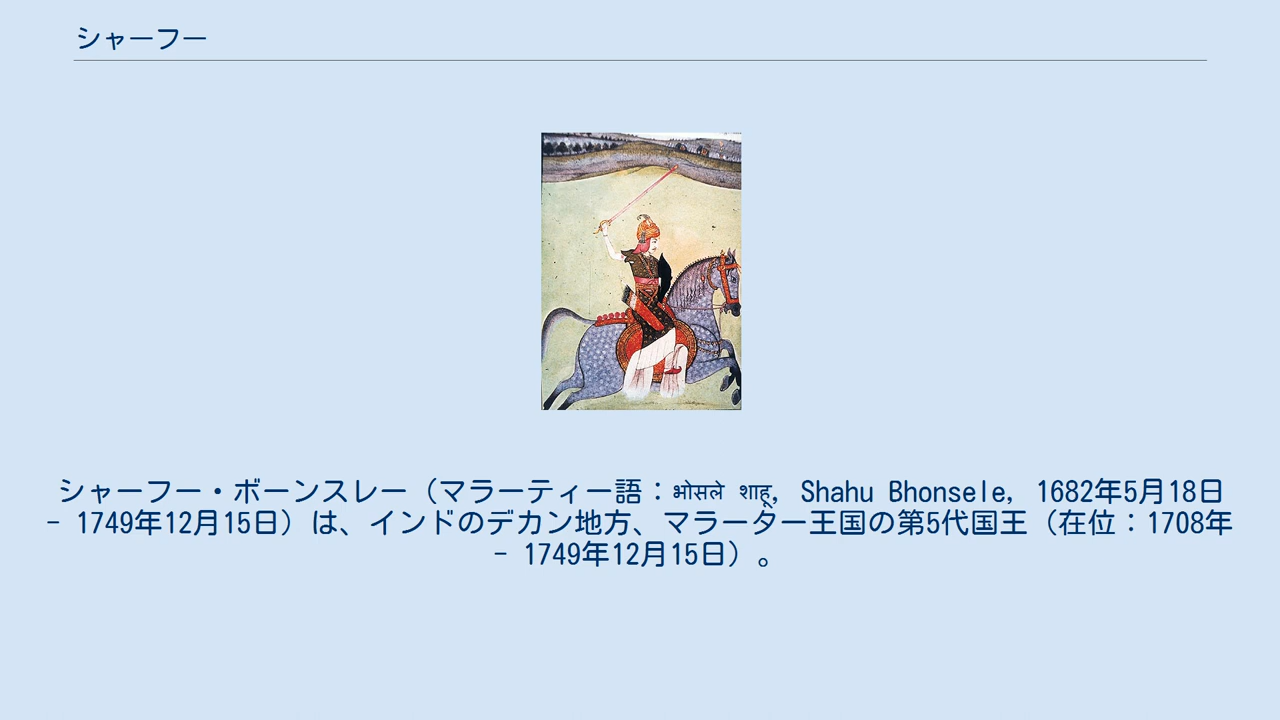 シャーフー
シャーフー・ボーンスレー（マラーティー語：भोसले शाहू, Shahu Bhonsele, 1682年5月18日
- 1749年12月15日）は、インドのデカン地方、マラーター王国の第5代国王（在位：1708年
- 1749年12月15日）。